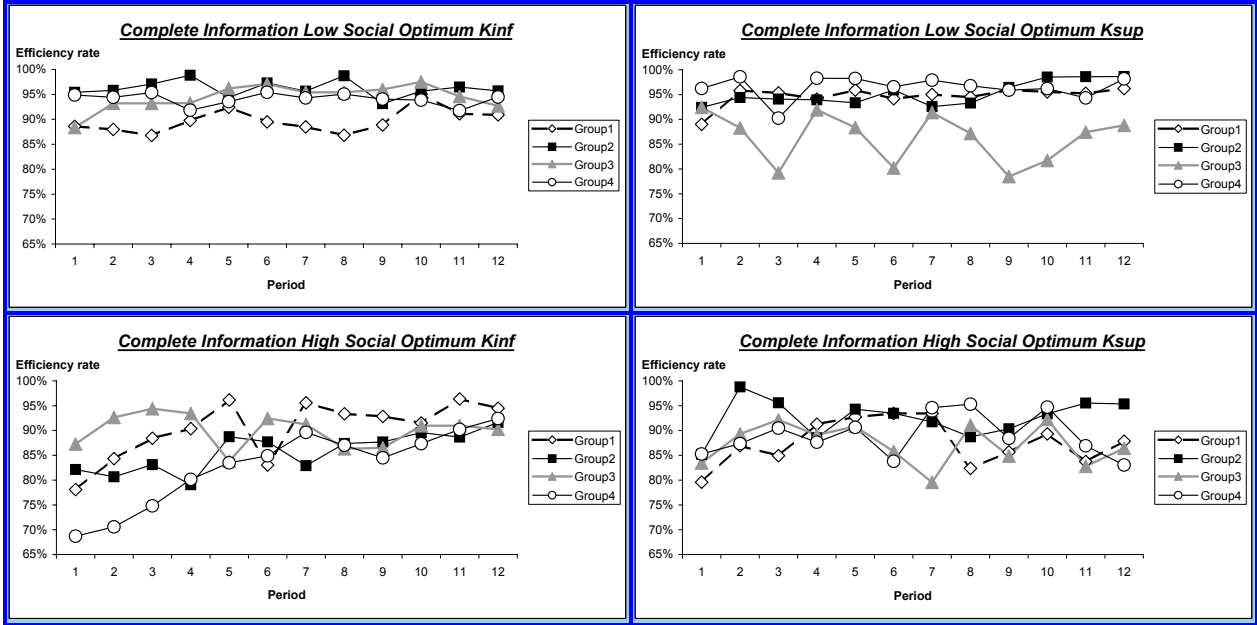 Complete Information Low Social Optimum Kinf
Efficiency rate
100%
95%
90%
85%
80%
75%
70%
65%
1 2 3 4 5 6 7 8 9 10 11 12
Period
Group1
Group2
Group3
Group4
Complete Information Low Social Optimum Ksup
Efficiency rate
100%
95%
90%
85%
80%
75%
70%
65%
1 2 3 4 5 6 7 8 9 10 11 12
Period
Group1
Group2
Group3
Group4
Complete Information High Social Optimum Kinf
Efficiency rate
100%
95%
90%
85%
80%
75%
70%
65%
1 2 3 4 5 6 7 8 9 10 11 12
Period
Group1
Group2
Group3
Group4
Complete Information High Social Optimum Ksup
Efficiency rate
100%
95%
90%
85%
80%
75%
70%
65%
1 2 3 4 5 6 7 8 9 10 11 12
Period
Group1
Group2
Group3
Group4